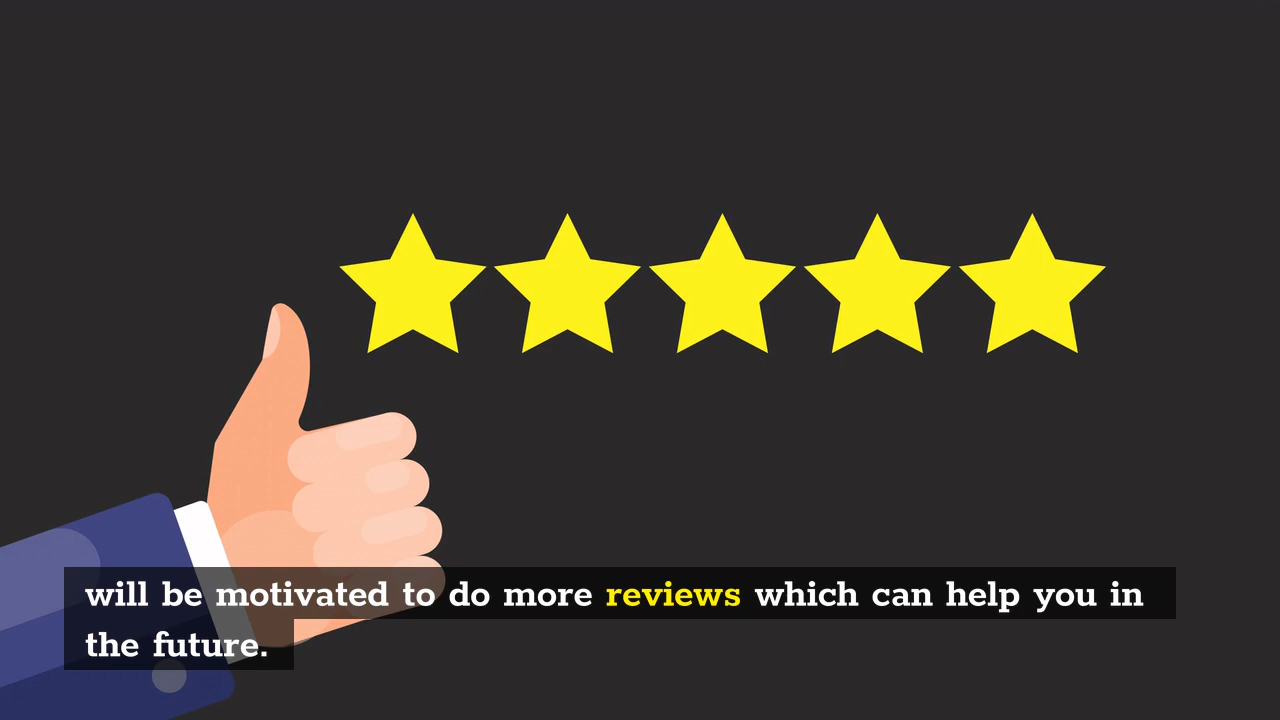 will be motivated to do more reviews which can help you in
the future.